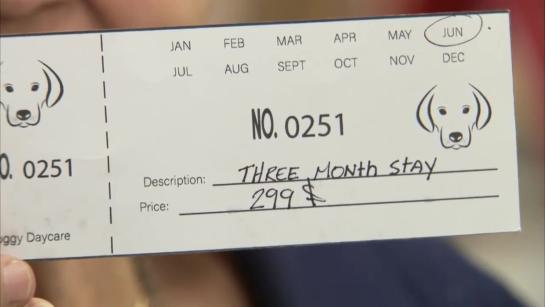 JAN FEB MAR APR MAY JUN
JUL AUG SEPT OCT NOV DEC
NO. 0251
O. 0251
Description: THREE MONTH STAY
Price: 299 $
oggy Daycare